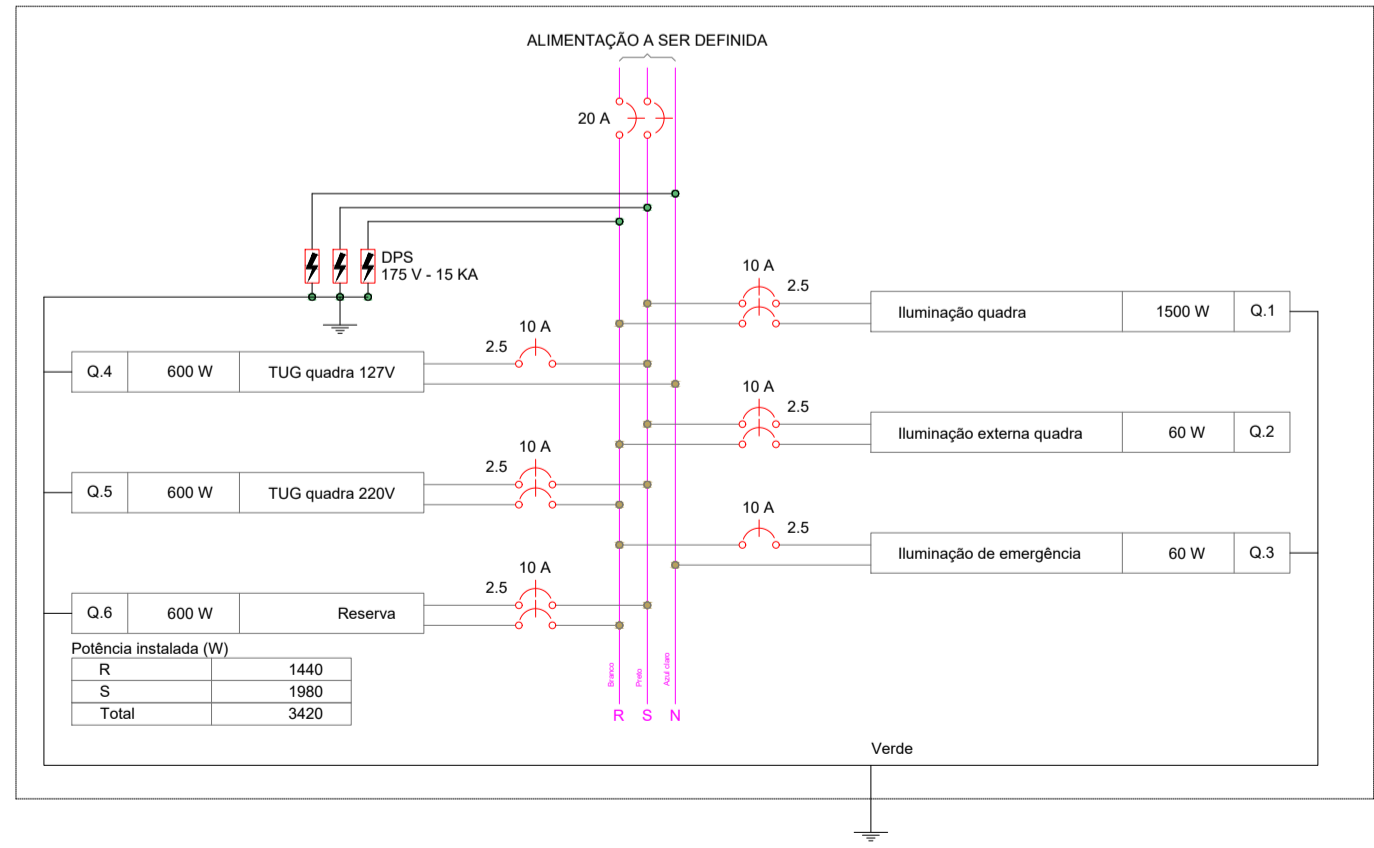 ALIMENTAÇÃO A SER DEFINIDA
20 A
DPS
175 V - 15 KA
10 A
2.5
Iluminação quadra 1500 W Q.1
10 A
2.5
Q.4 600 W TUG quadra 127V
10 A
2.5
Iluminação externa quadra 60 W Q.2
10 A
2.5
Q.5 600 W TUG quadra 220V
10 A
2.5
Iluminação de emergência 60 W Q.3
10 A
2.5
Q.6 600 W Reserva
Potência instalada (W)
R 1440
S 1980
Total 3420
Branco
Preto
Azul claro
R S N
Verde